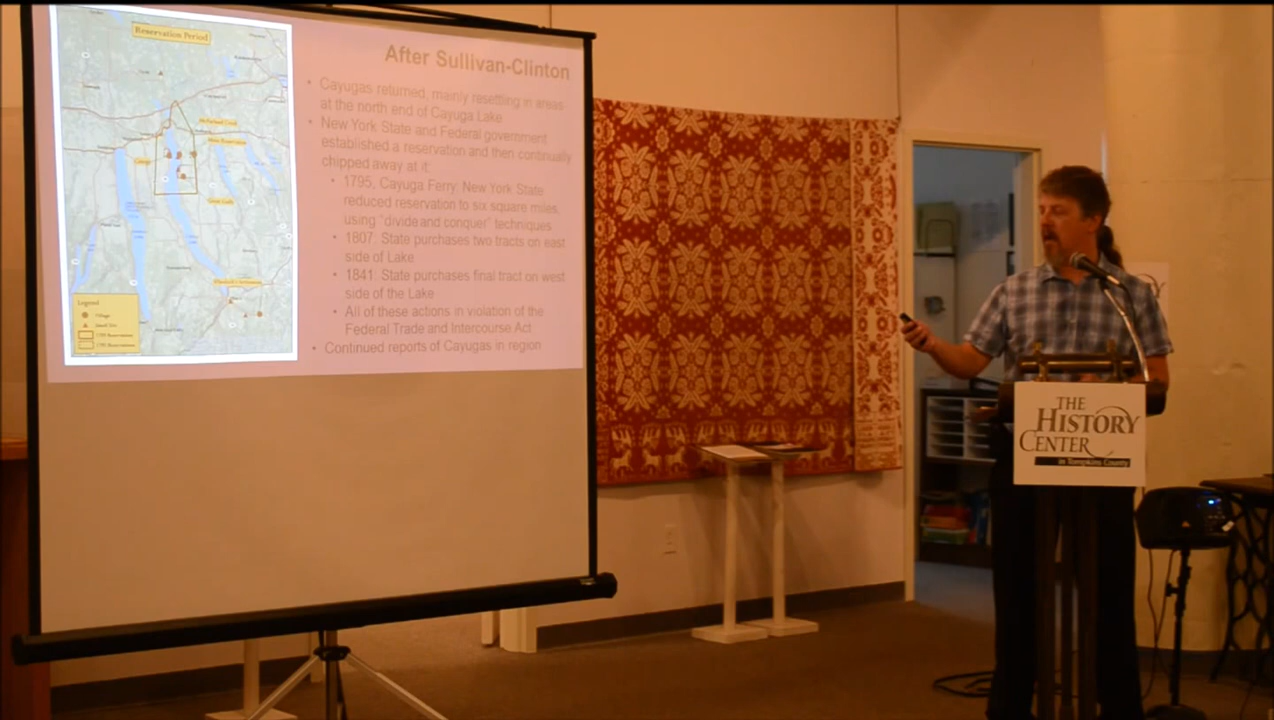 Reservation Period
After Sullivan-Clinton
• Cayugas returned, mainly resettling in areas
at the north end of Cayuga Lake
• New York State and Federal government
established a reservation and then continually
chipped away at it:
• 1795, Cayuga Ferry: New York State
reduced reservation to six square miles,
using "divide and conquer" techniques
• 1807: State purchases two tracts on east
side of Lake
• 1841: State purchases final tract on west
side of the Lake
• All of these actions in violation of the
Federal Trade and Intercourse Act
• Continued reports of Cayugas in region
Legend
Village
THE
HISTORY
CENTER
in Tompkins County